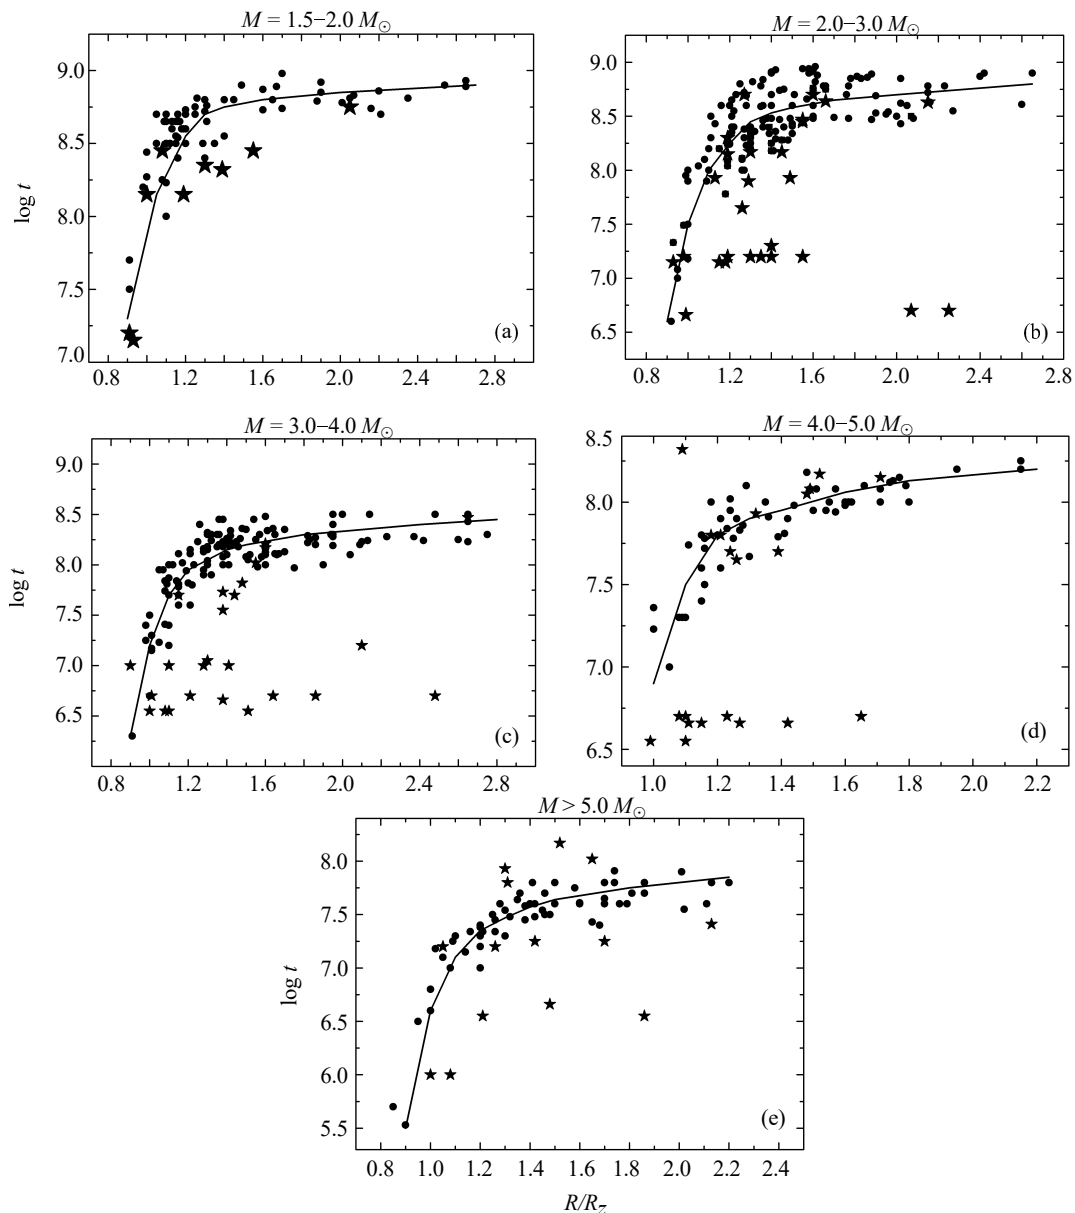 M = 1.5–2.0 M⊙
M = 2.0–3.0 M⊙
9.0
8.5
8.0
7.5
7.0
log t
(a)
0.8 1.2 1.6 2.0 2.4 2.8
9.0
8.5
8.0
7.5
7.0
6.5
log t
(b)
0.8 1.2 1.6 2.0 2.4 2.8
M = 3.0–4.0 M⊙
M = 4.0–5.0 M⊙
9.0
8.5
8.0
7.5
7.0
6.5
log t
(c)
0.8 1.2 1.6 2.0 2.4 2.8
8.5
8.0
7.5
7.0
6.5
(d)
1.0 1.2 1.4 1.6 1.8 2.0 2.2
M > 5.0 M⊙
8.0
7.5
7.0
6.5
6.0
5.5
log t
(e)
0.8 1.0 1.2 1.4 1.6 1.8 2.0 2.2 2.4
R/Rz